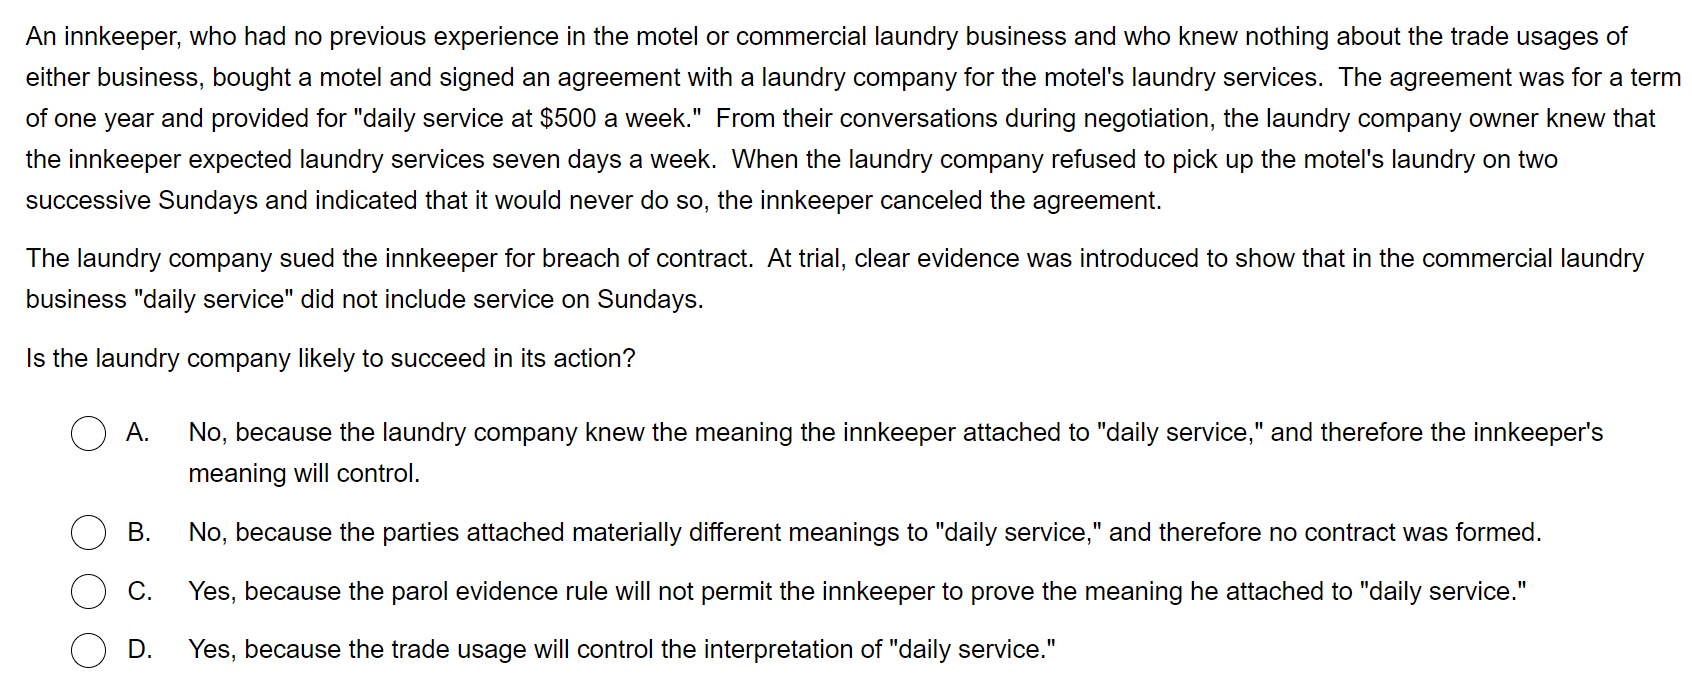 An innkeeper, who had no previous experience in the motel or commercial laundry business and who knew nothing about the trade usages of
either business, bought a motel and signed an agreement with a laundry company for the motel's laundry services.  The agreement was for a term
of one year and provided for "daily service at $500 a week."  From their conversations during negotiation, the laundry company owner knew that
the innkeeper expected laundry services seven days a week.  When the laundry company refused to pick up the motel's laundry on two
successive Sundays and indicated that it would never do so, the innkeeper canceled the agreement.
The laundry company sued the innkeeper for breach of contract.  At trial, clear evidence was introduced to show that in the commercial laundry
business "daily service" did not include service on Sundays.
Is the laundry company likely to succeed in its action?
A. No, because the laundry company knew the meaning the innkeeper attached to "daily service," and therefore the innkeeper's
meaning will control.
B. No, because the parties attached materially different meanings to "daily service," and therefore no contract was formed.
C. Yes, because the parol evidence rule will not permit the innkeeper to prove the meaning he attached to "daily service."
D. Yes, because the trade usage will control the interpretation of "daily service."